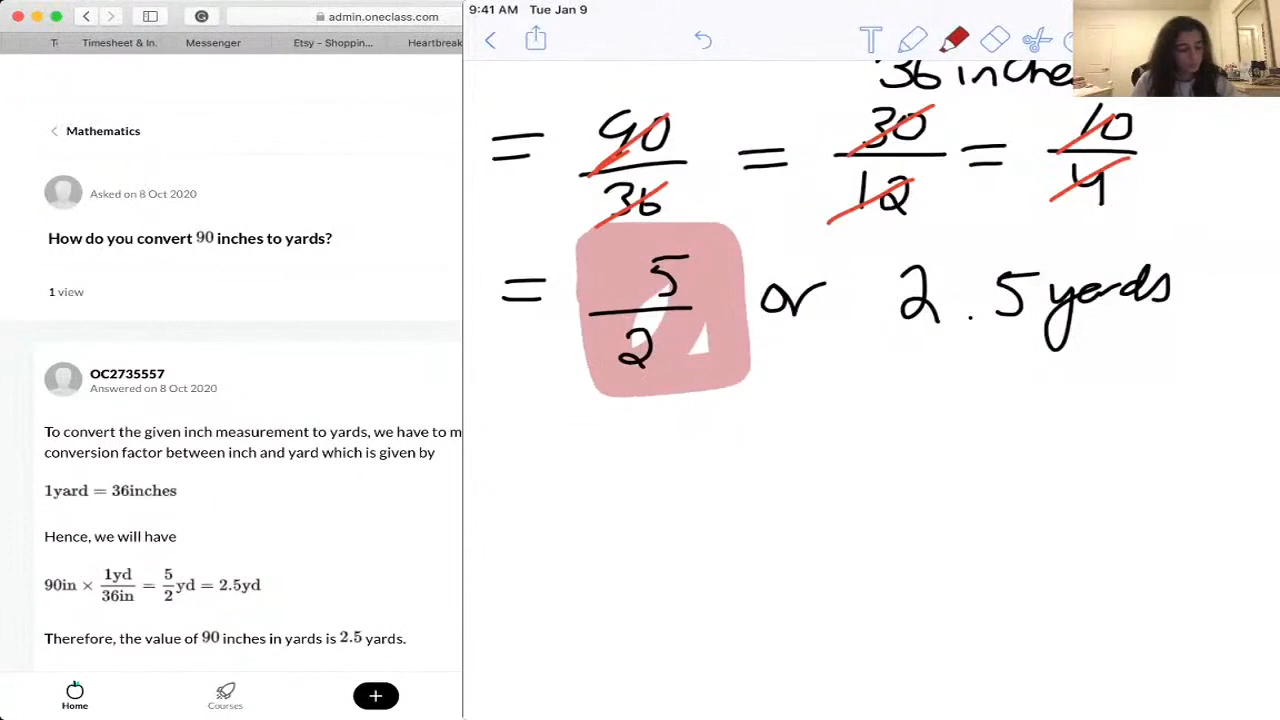 admin.oneclass.com
Timesheet & In.
Messenger
Etsy - Shoppin...
Heartbreak
Mathematics
Asked on 8 Oct 2020
How do you convert 90 inches to yards?
1 view
OC2735557
Answered on 8 Oct 2020
To convert the given inch measurement to yards, we have to m
conversion factor between inch and yard which is given by
1yard = 36inches
Hence, we will have
90in × 1yd/36in = 5/2 yd = 2.5yd
Therefore, the value of 90 inches in yards is 2.5 yards.
Home
Courses
+
9:41 AM Tue Jan 9
T
36 inche
= 90/36 = 30/12 = 10/4
= 5/2 or 2.5 yards